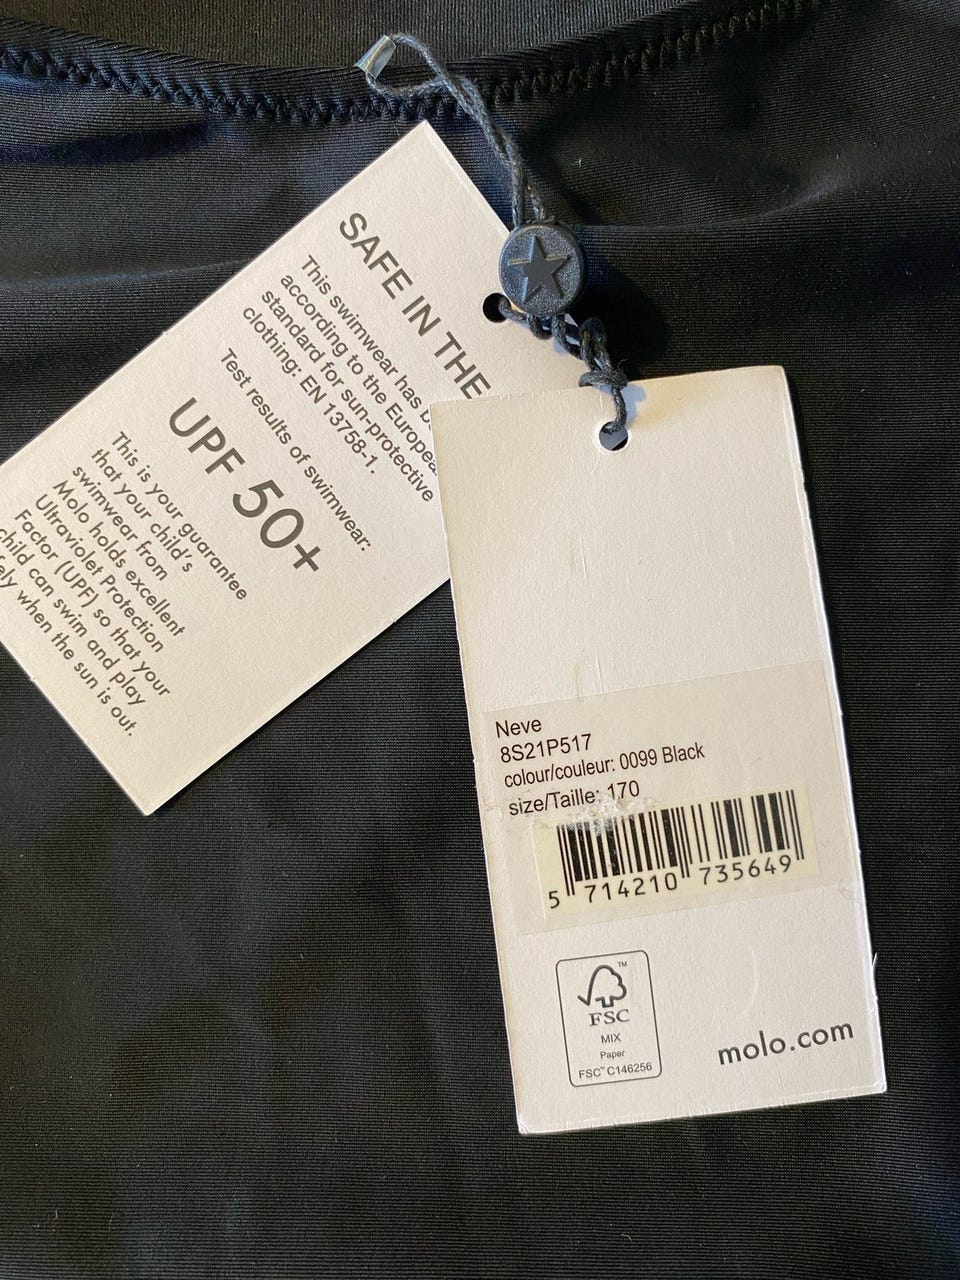 SAFE IN THE
This swimwear has
according to the
standard for sun-protective
clothing: EN 13758-1.
Test results of swimwear:
UPF 50+
This is your guarantee
that your child's
swimwear from
Molo holds excellent
Ultraviolet Protection
Factor (UPF) so that your
child can swim and play
when the sun is out.
Neve
8S21P517
colour/couleur: 0099 Black
size/Taille: 170
5 714210 735649
FSC™
MIX
Paper
FSC™ C146256
molo.com